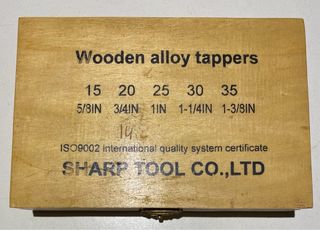 Wooden alloy tappers
15 20 25 30 35
5/8IN 3/4IN 1IN 1-1/4IN 1-3/8IN
ISO9002 international quality system certificate
SHARP TOOL CO.,LTD